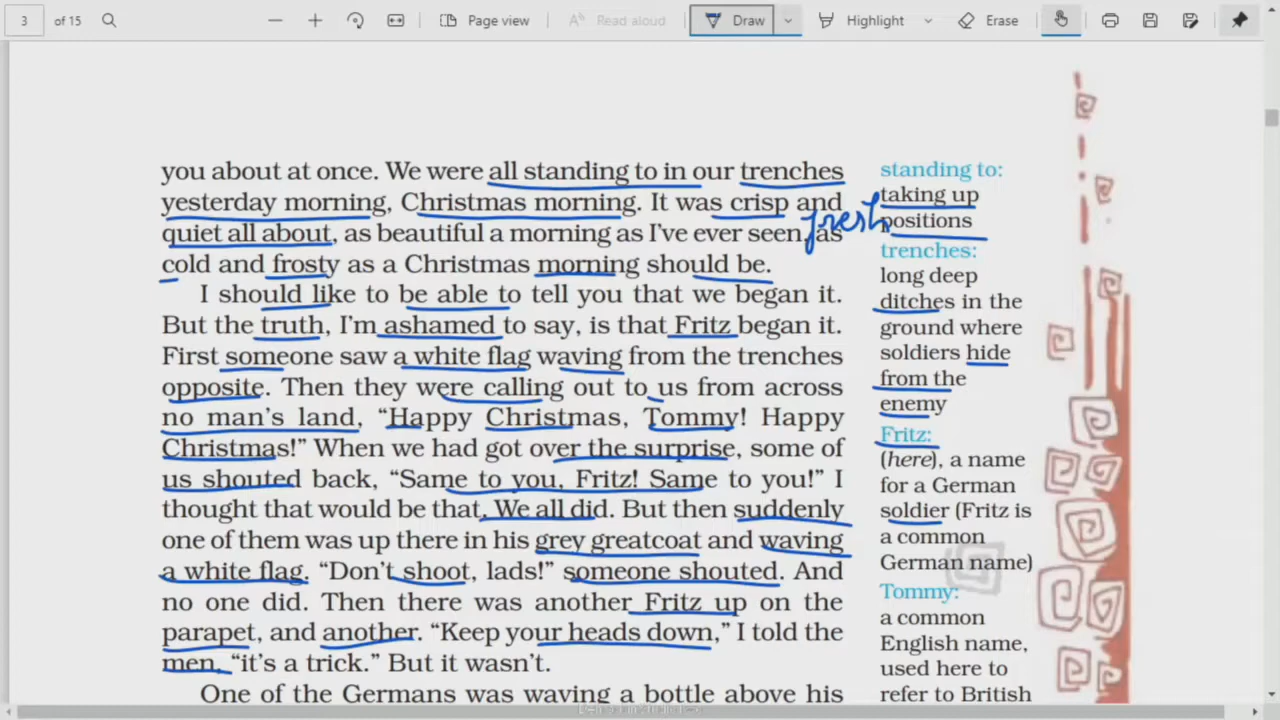 3 of 15 Page view Read aloud Draw Highlight Erase
you about at once. We were all standing to in our trenches
yesterday morning, Christmas morning. It was crisp and
fresh
quiet all about, as beautiful a morning as I've ever seen, as
cold and frosty as a Christmas morning should be.
I should like to be able to tell you that we began it.
But the truth, I'm ashamed to say, is that Fritz began it.
First someone saw a white flag waving from the trenches
opposite. Then they were calling out to us from across
no man's land, “Happy Christmas, Tommy! Happy
Christmas!” When we had got over the surprise, some of
us shouted back, “Same to you, Fritz! Same to you!” I
thought that would be that. We all did. But then suddenly
one of them was up there in his grey greatcoat and waving
a white flag. “Don't shoot, lads!” someone shouted. And
no one did. Then there was another Fritz up on the
parapet, and another. “Keep your heads down,” I told the
men, “it's a trick.” But it wasn't.
One of the Germans was waving a bottle above his
standing to:
taking up
positions
trenches:
long deep
ditches in the
ground where
soldiers hide
from the
enemy
Fritz:
(here), a name
for a German
soldier (Fritz is
a common
German name)
Tommy:
a common
English name,
used here to
refer to British